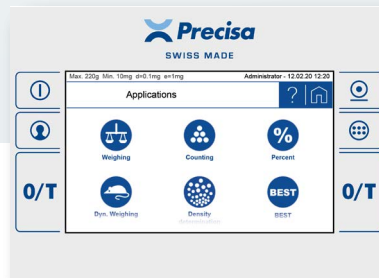 Precisa
SWISS MADE
Max. 220g Min. 10mg d=0.1mg e=1mg Administrator - 12.02.20 12:20
Applications ?
Weighing Counting Percent
%
0/T 0/T
BEST
Dyn. Weighing Density BEST